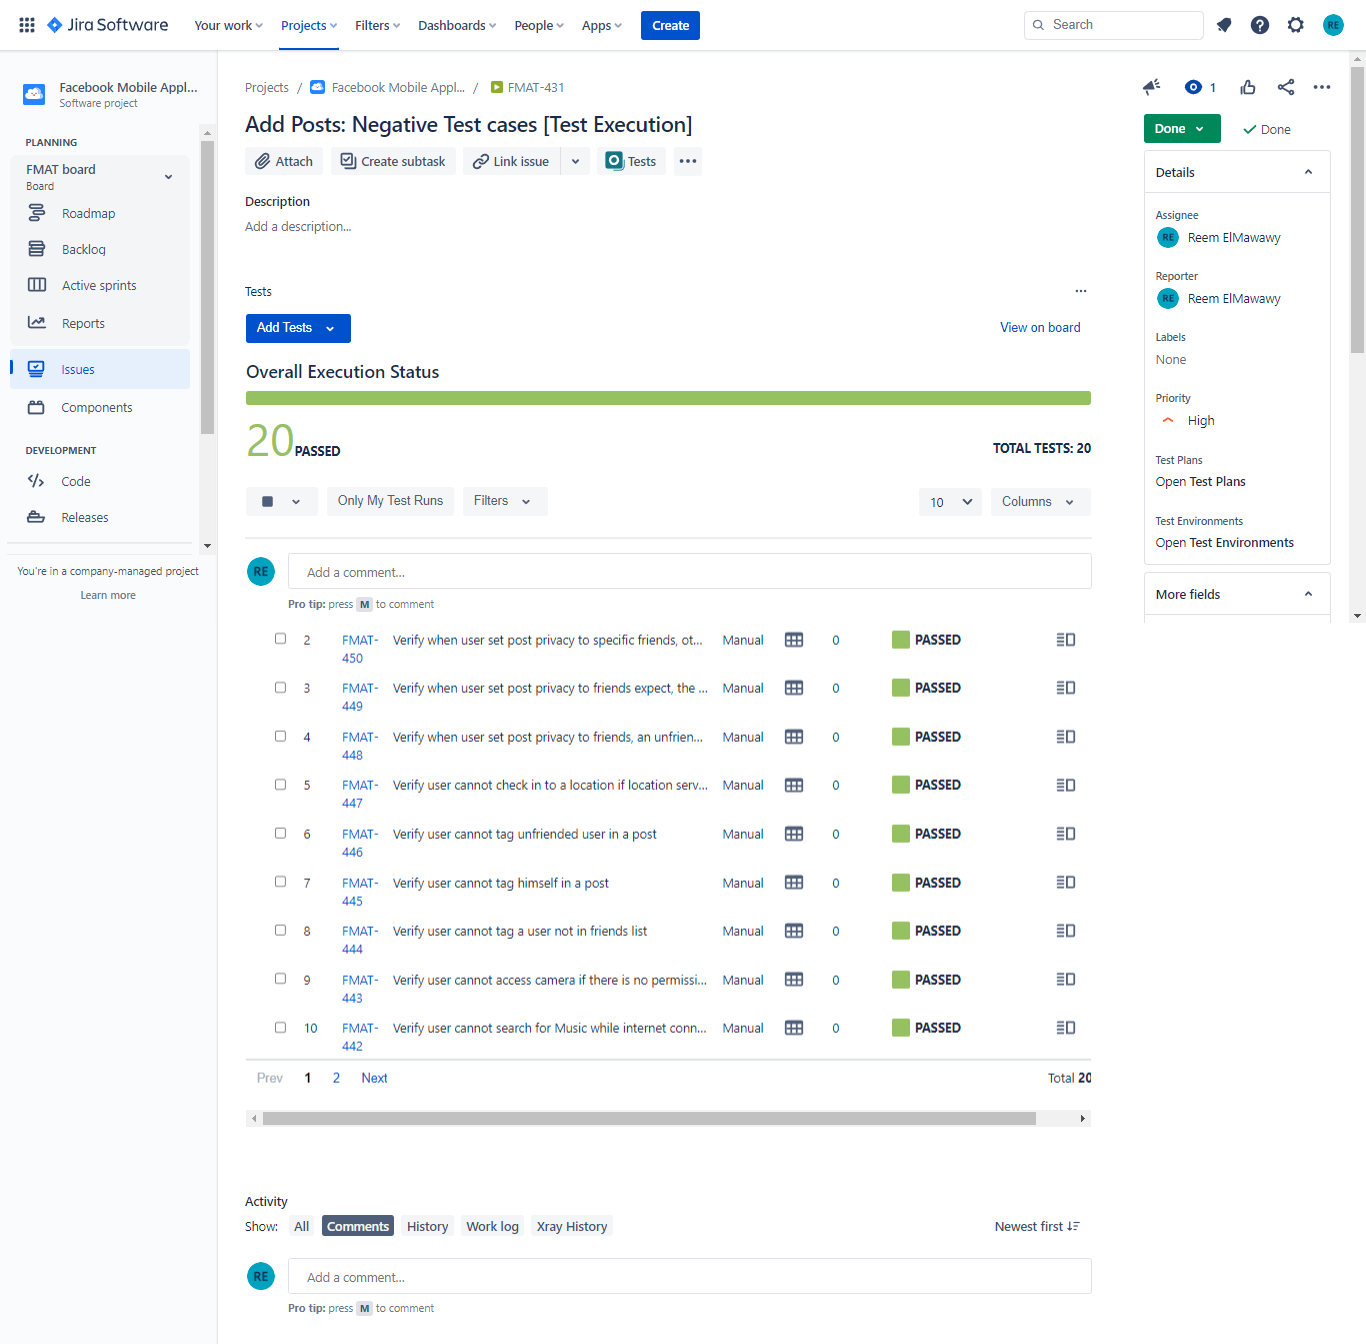 Jira Software Your work Projects Filters Dashboards People Apps Create Search RE
Facebook Mobile Appl...
Software project
PLANNING
FMAT board
Board
Roadmap
Backlog
Active sprints
Reports
Issues
Components
DEVELOPMENT
Code
Releases
You're in a company-managed project
Learn more
Projects / Facebook Mobile Appl... / FMAT-431
Add Posts: Negative Test cases [Test Execution]
Attach Create subtask Link issue Tests
Description
Add a description...
Tests
Add Tests View on board
Overall Execution Status
20 PASSED TOTAL TESTS: 20
Only My Test Runs Filters 10 Columns
RE Add a comment...
Pro tip: press M to comment
2 FMAT-450 Verify when user set post privacy to specific friends, ot... Manual 0 PASSED
3 FMAT-449 Verify when user set post privacy to friends expect, the ... Manual 0 PASSED
4 FMAT-448 Verify when user set post privacy to friends, an unfrien... Manual 0 PASSED
5 FMAT-447 Verify user cannot check in to a location if location serv... Manual 0 PASSED
6 FMAT-446 Verify user cannot tag unfriended user in a post Manual 0 PASSED
7 FMAT-445 Verify user cannot tag himself in a post Manual 0 PASSED
8 FMAT-444 Verify user cannot tag a user not in friends list Manual 0 PASSED
9 FMAT-443 Verify user cannot access camera if there is no permissi... Manual 0 PASSED
10 FMAT-442 Verify user cannot search for Music while internet conn... Manual 0 PASSED
Prev 1 2 Next Total 20
Activity
Show: All Comments History Work log Xray History Newest first
RE Add a comment...
Pro tip: press M to comment
1
Done Done
Details
Assignee
RE Reem ElMawawy
Reporter
RE Reem ElMawawy
Labels
None
Priority
High
Test Plans
Open Test Plans
Test Environments
Open Test Environments
More fields